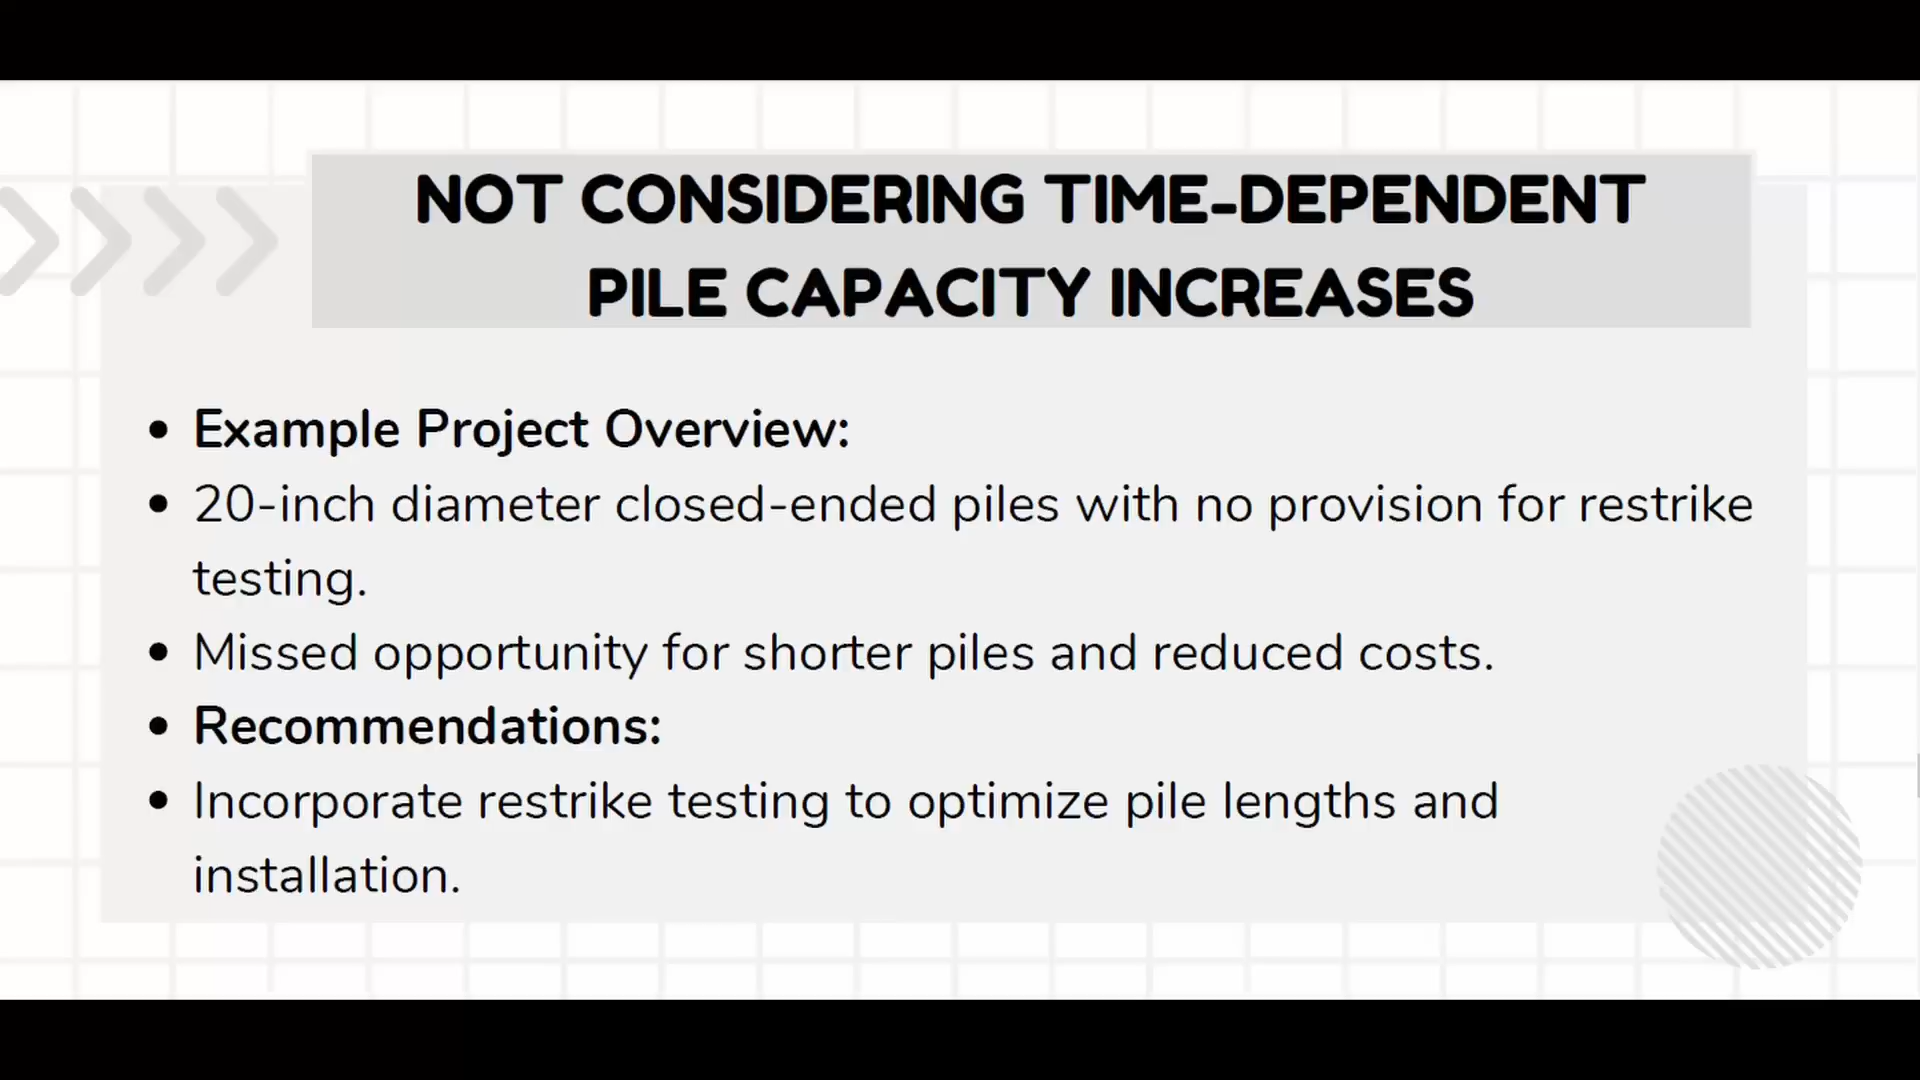 NOT CONSIDERING TIME-DEPENDENT
PILE CAPACITY INCREASES
• Example Project Overview:
• 20-inch diameter closed-ended piles with no provision for restrike
testing.
• Missed opportunity for shorter piles and reduced costs.
• Recommendations:
• Incorporate restrike testing to optimize pile lengths and
installation.